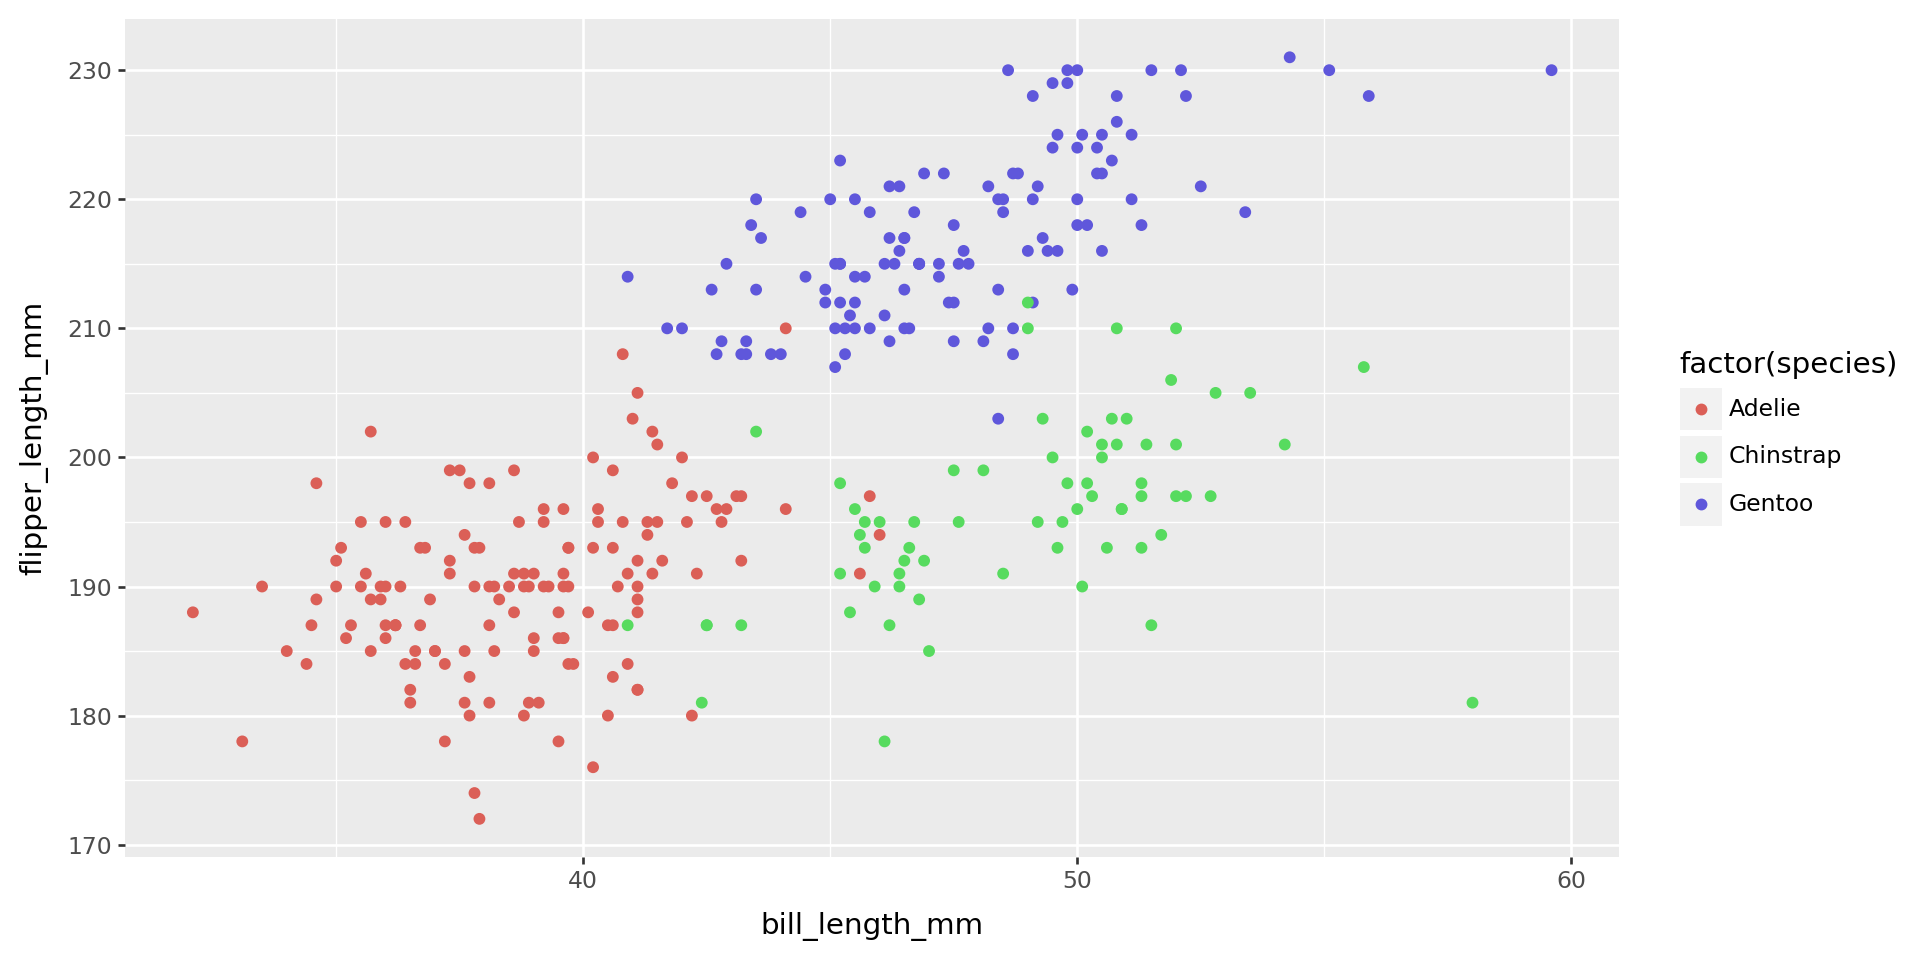 230
220
210
200
190
180
170
flipper_length_mm
40
50
60
bill_length_mm
factor(species)
Adelie
Chinstrap
Gentoo